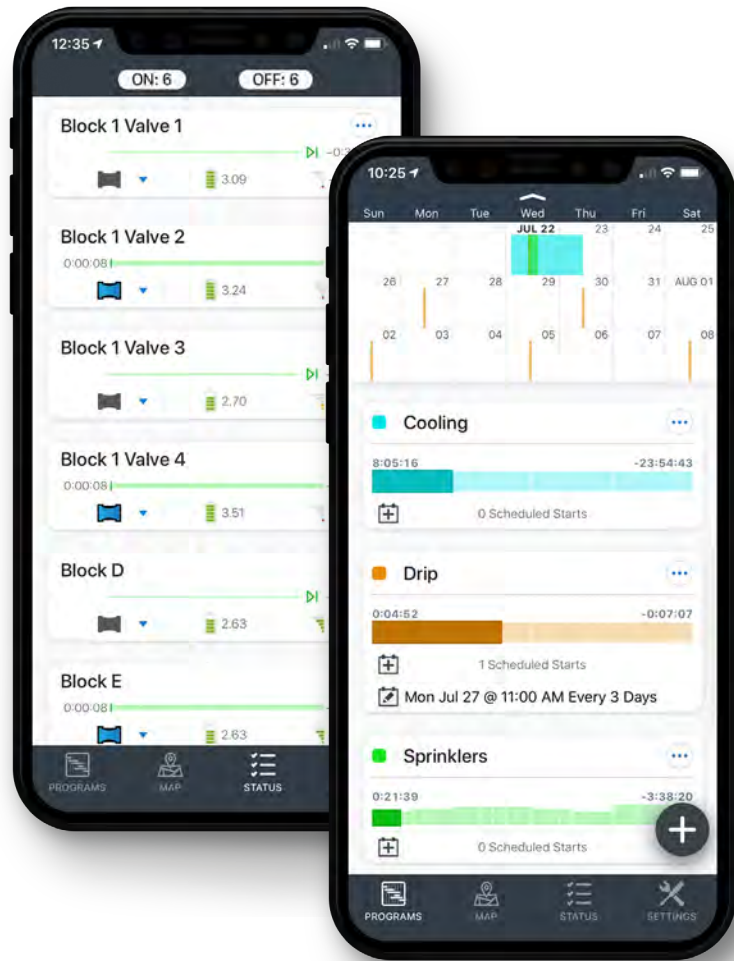 12:35
ON: 6 OFF: 6
Block 1 Valve 1
3.09
Block 1 Valve 2
0:00:08
3.24
Block 1 Valve 3
2.70
Block 1 Valve 4
0:00:08
3.51
Block D
2.63
Block E
0:00:08
2.63
PROGRAMS MAP STATUS
10:25
Sun Mon Tue Wed Thu Fri Sat
JUL 22 23 24 25
26 27 28 29 30 31 AUG 01
02 03 04 05 06 07 08
Cooling
8:05:16 -23:54:43
0 Scheduled Starts
Drip
0:04:52 -0:07:07
1 Scheduled Starts
Mon Jul 27 @ 11:00 AM Every 3 Days
Sprinklers
0:21:39 -3:38:20
0 Scheduled Starts
PROGRAMS MAP STATUS SETTINGS